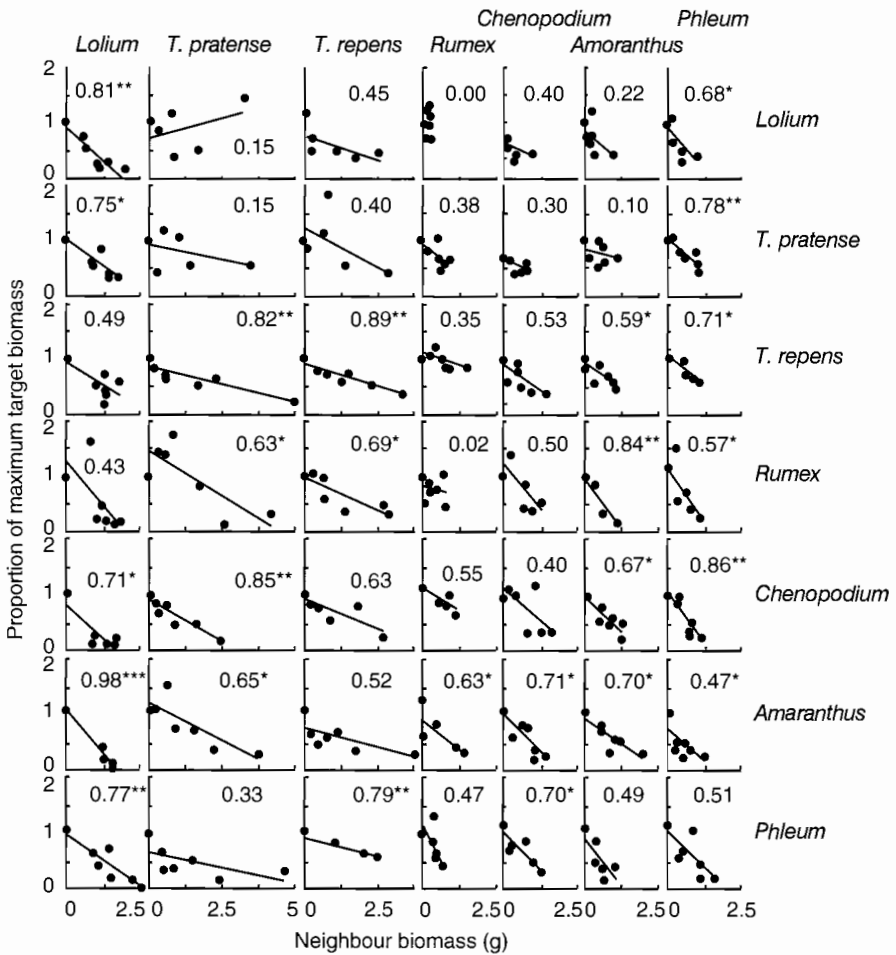 Chenopodium Phleum
Lolium T. pratense T. repens Rumex Amoranthus
2 0.81** 0.15 0.45 0.00 0.40 0.22 0.68* Lolium
1
0
2 0.75* 0.15 0.40 0.38 0.30 0.10 0.78** T. pratense
1
0
2 0.49 0.82** 0.89** 0.35 0.53 0.59* 0.71* T. repens
1
0
2 0.43 0.63* 0.69* 0.02 0.50 0.84** 0.57* Rumex
1
0
2 0.71* 0.85** 0.63 0.55 0.40 0.67* 0.86** Chenopodium
1
0
2 0.98*** 0.65* 0.52 0.63* 0.71* 0.70* 0.47* Amaranthus
1
0
2 0.77** 0.33 0.79** 0.47 0.70* 0.49 0.51 Phleum
1
0
0 2.5 0 5 0 2.5 0 2.5 0 2.5 0 2.5 2.5
Proportion of maximum target biomass
Neighbour biomass (g)